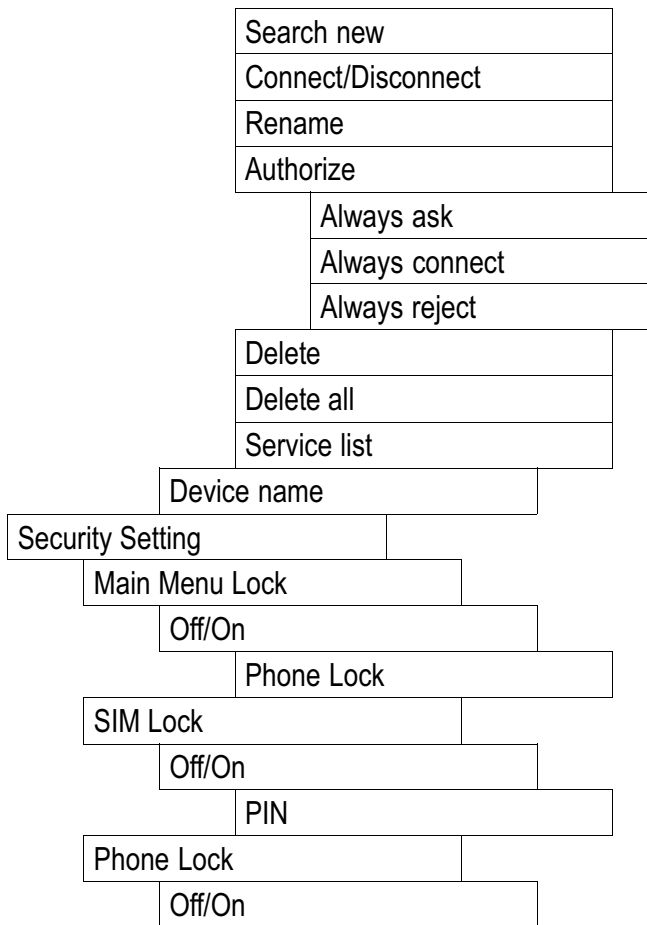 Search new
Connect/Disconnect
Rename
Authorize
Always ask
Always connect
Always reject
Delete
Delete all
Service list
Device name
Security Setting
Main Menu Lock
Off/On
Phone Lock
SIM Lock
Off/On
PIN
Phone Lock
Off/On